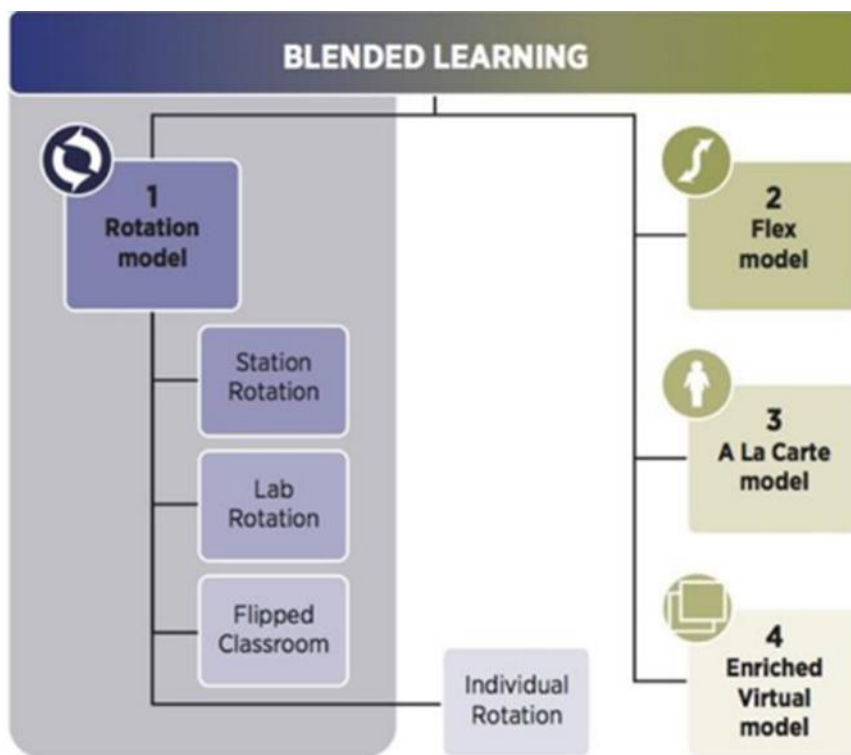 BLENDED LEARNING
1
Rotation
model
Station
Rotation
Lab
Rotation
Flipped
Classroom
Individual
Rotation
2
Flex
model
3
A La Carte
model
4
Enriched
Virtual
model